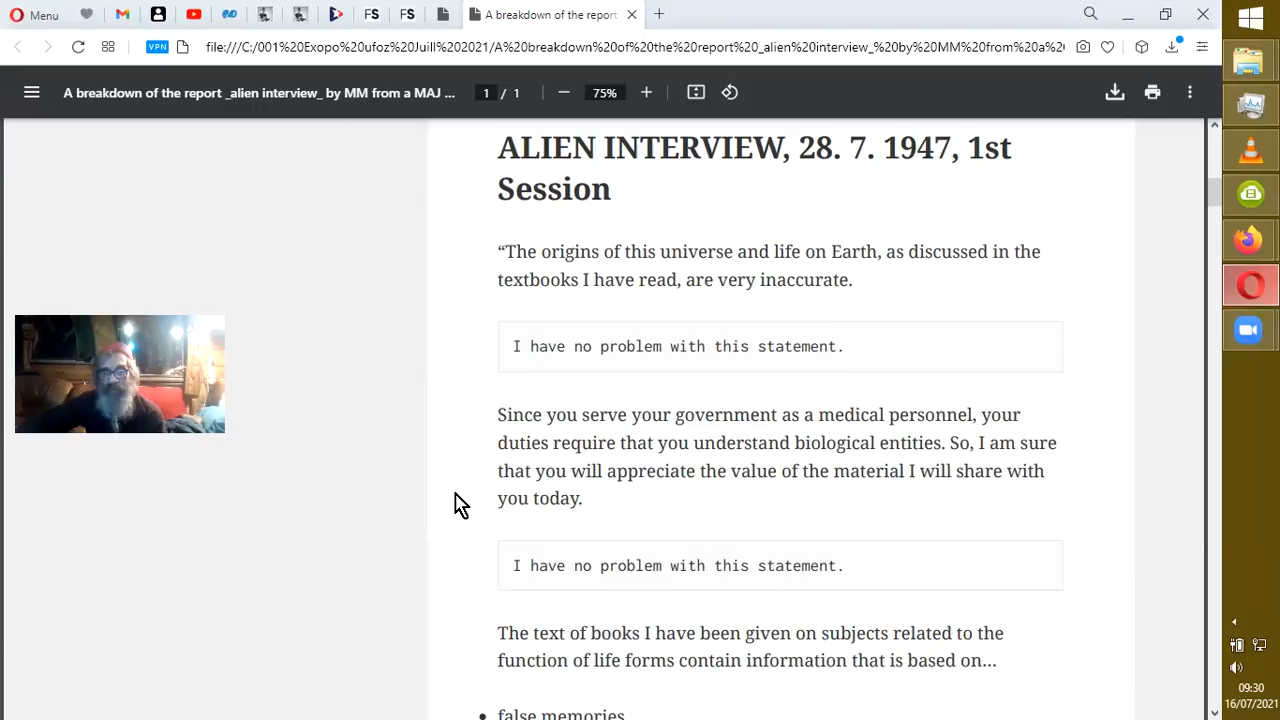 Menu
FS
FS
A breakdown of the report
VPN
file:///C:/001%20Exopo%20ufoz%20Juill%202021/A%20breakdown%20of%20the%20report%20_alien%20interview_%20by%20MM%20from%20a%20
A breakdown of the report _alien interview_ by MM from a MAJ ...
1 / 1
75%
ALIEN INTERVIEW, 28. 7. 1947, 1st
Session
“The origins of this universe and life on Earth, as discussed in the
textbooks I have read, are very inaccurate.
I have no problem with this statement.
Since you serve your government as a medical personnel, your
duties require that you understand biological entities. So, I am sure
that you will appreciate the value of the material I will share with
you today.
I have no problem with this statement.
The text of books I have been given on subjects related to the
function of life forms contain information that is based on...
• false memories
09:30
16/07/2021